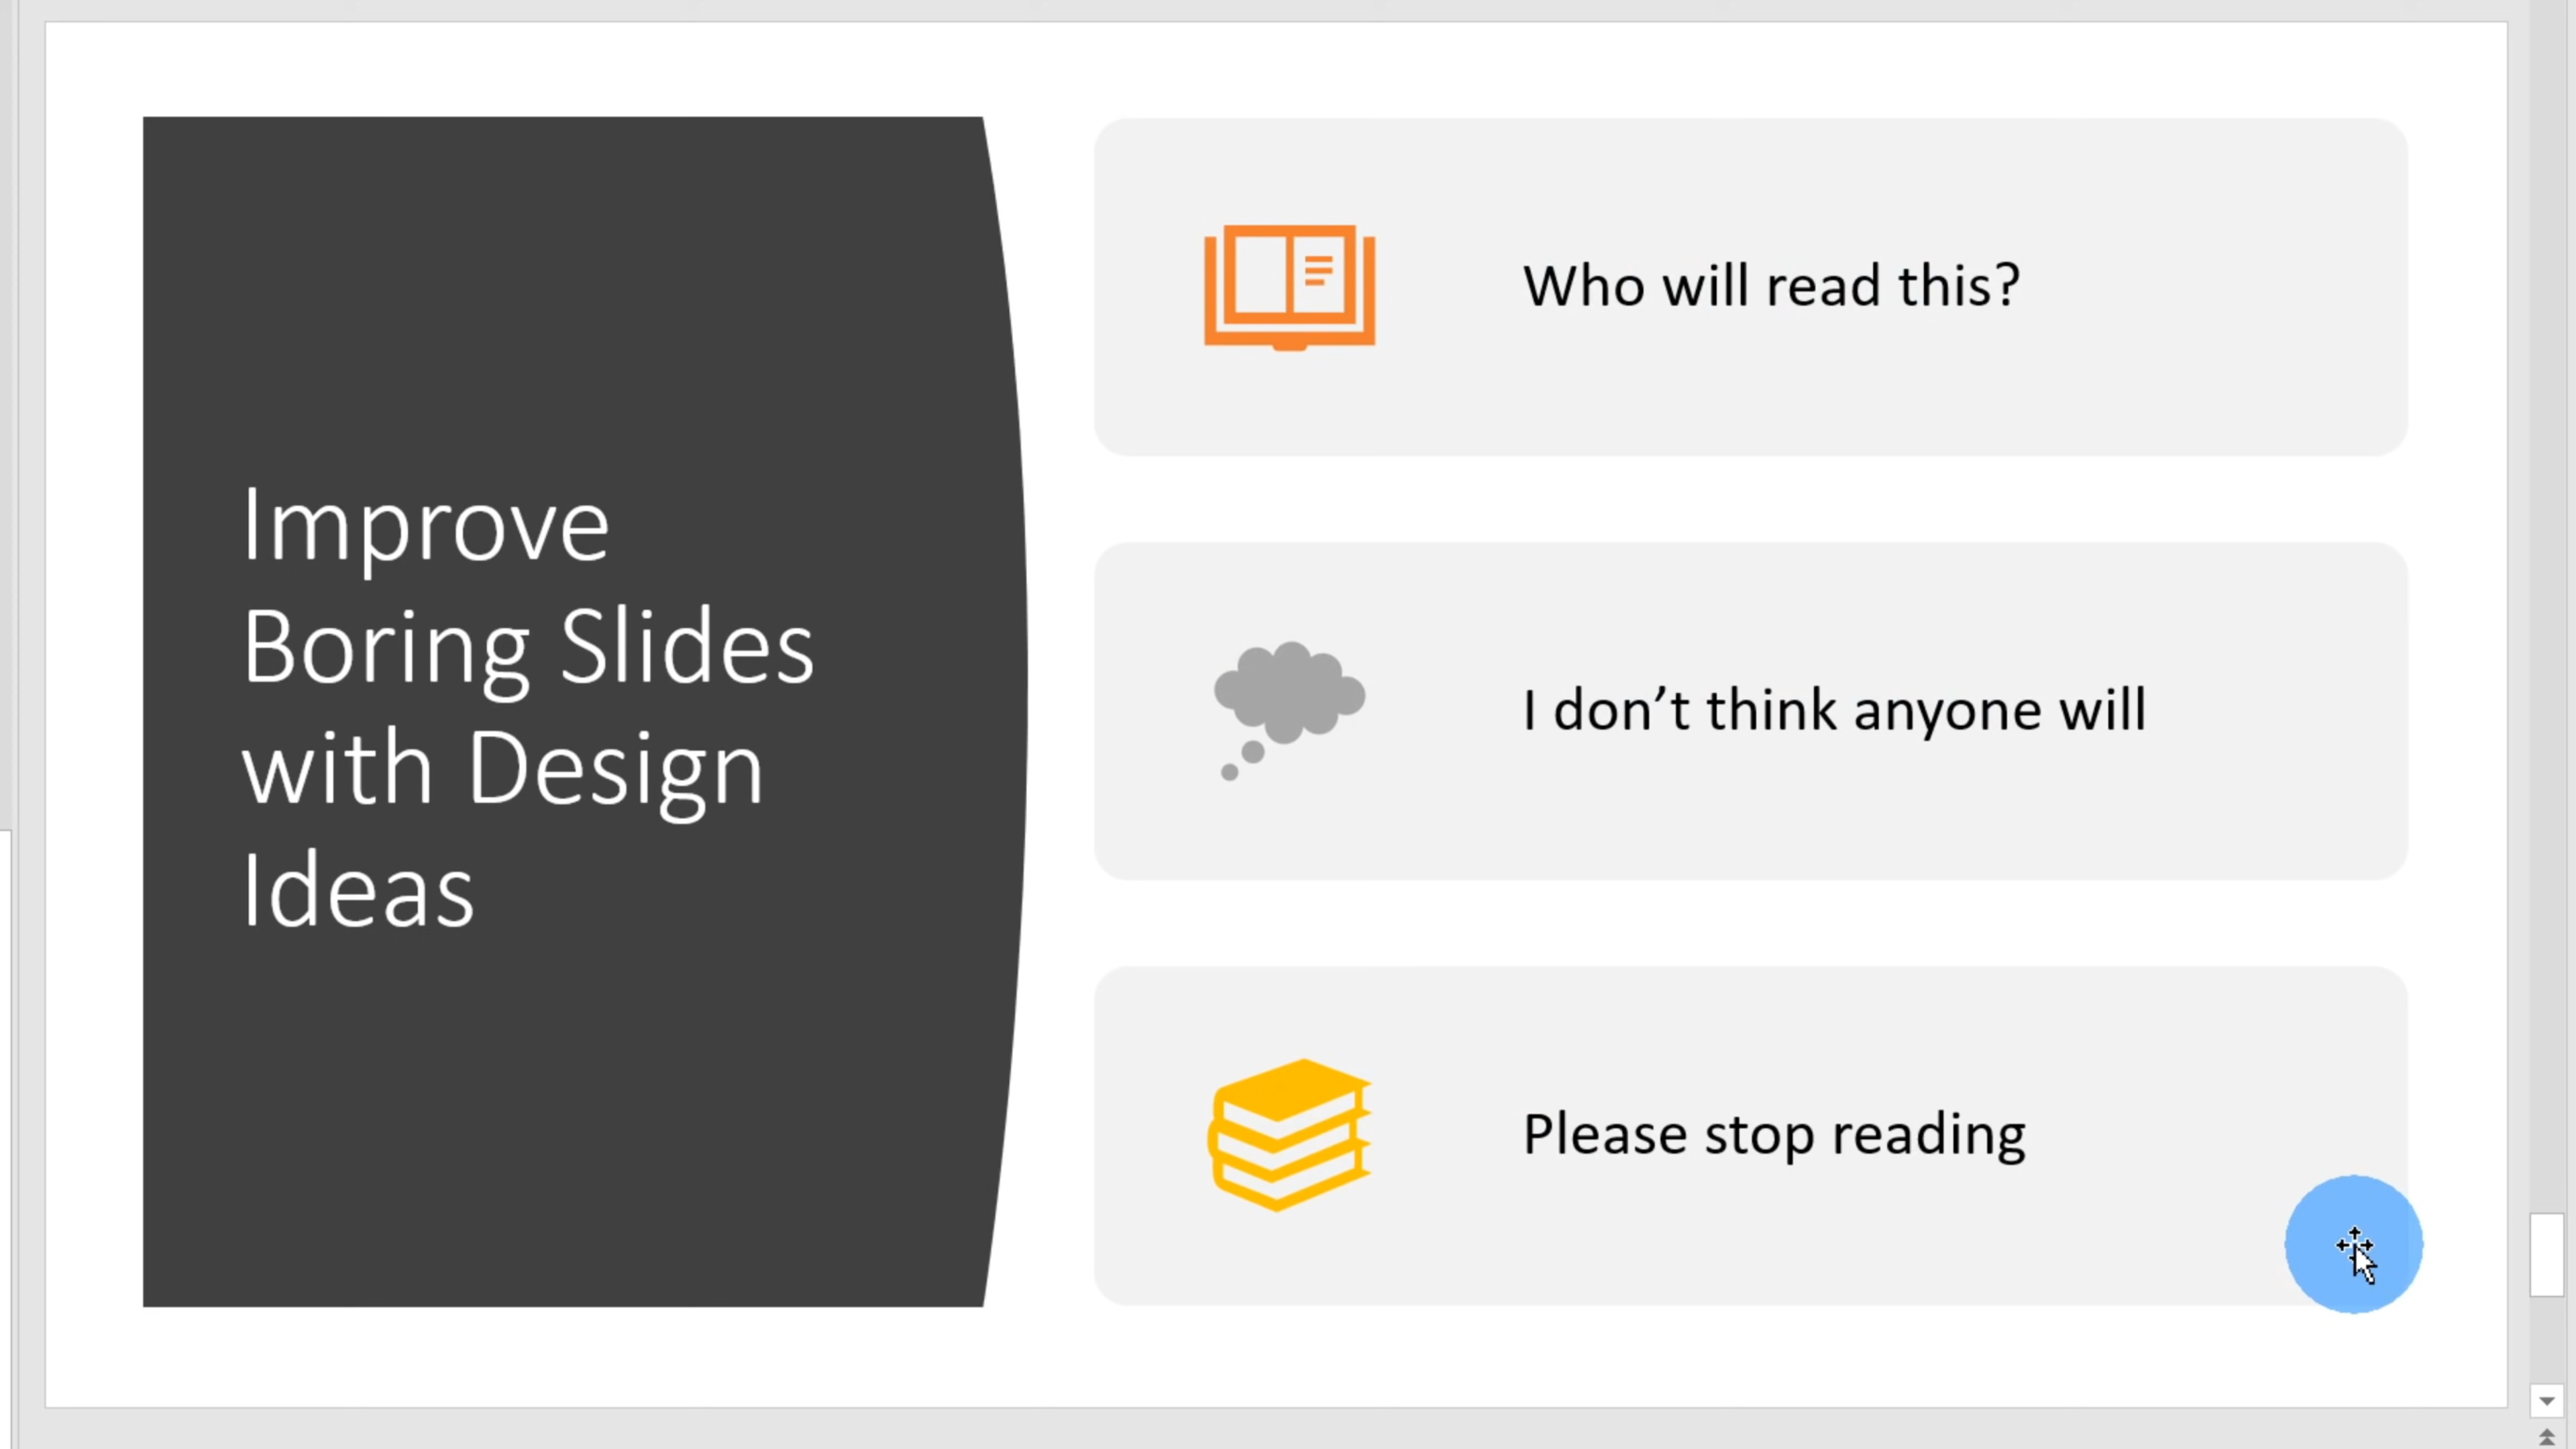 Improve
Boring Slides
with Design
Ideas
Who will read this?
I don’t think anyone will
Please stop reading